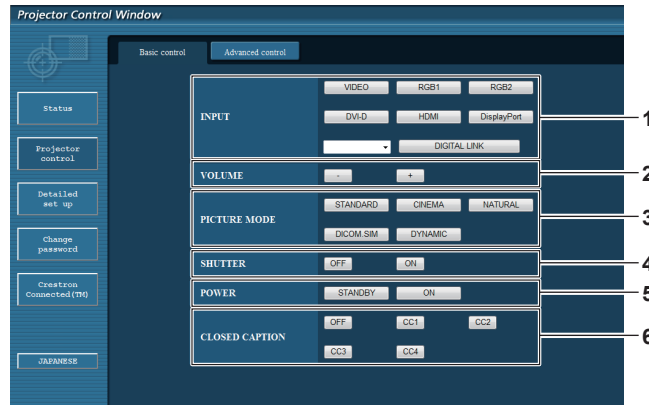 Projector Control Window
Basic control Advanced control
Status
Projector
control
Detailed
set up
Change
password
Crestron
Connected(TM)
JAPANESE
INPUT
VIDEO RGB1 RGB2
DVI-D HDMI DisplayPort
DIGITAL LINK
1
VOLUME - +
2
PICTURE MODE
STANDARD CINEMA NATURAL
DICOM.SIM DYNAMIC
3
SHUTTER OFF ON
4
POWER STANDBY ON
5
CLOSED CAPTION
OFF CC1 CC2
CC3 CC4
6